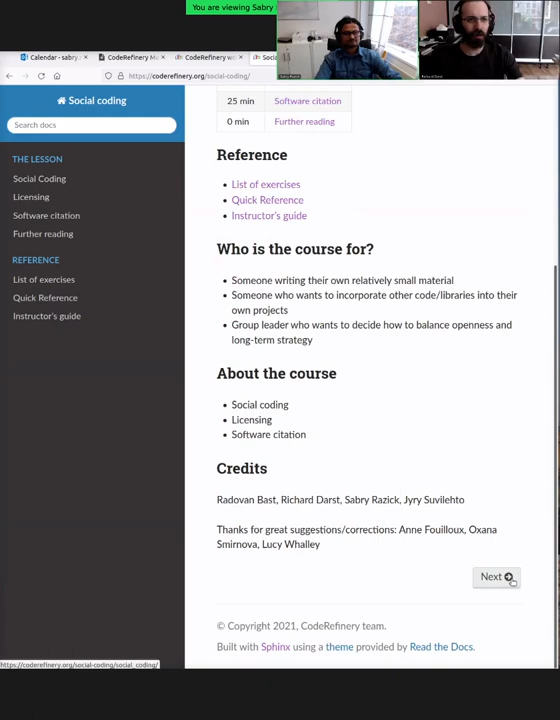 You are viewing Sabry
Calendar - sabry.
CodeRefinery M
CodeRefinery wo
Socia
https://coderefinery.org/social-coding/
Social coding
Search docs
THE LESSON
Social Coding
Licensing
Software citation
Further reading
REFERENCE
List of exercises
Quick Reference
Instructor's guide
25 min Software citation
0 min Further reading
Reference
List of exercises
Quick Reference
Instructor's guide
Who is the course for?
Someone writing their own relatively small material
Someone who wants to incorporate other code/libraries into their
own projects
Group leader who wants to decide how to balance openness and
long-term strategy
About the course
Social coding
Licensing
Software citation
Credits
Radovan Bast, Richard Darst, Sabry Razick, Jyry Suvilehto
Thanks for great suggestions/corrections: Anne Fouilloux, Oxana
Smirnova, Lucy Whalley
Next
© Copyright 2021, CodeRefinery team.
Built with Sphinx using a theme provided by Read the Docs.
https://coderefinery.org/social-coding/social_coding/